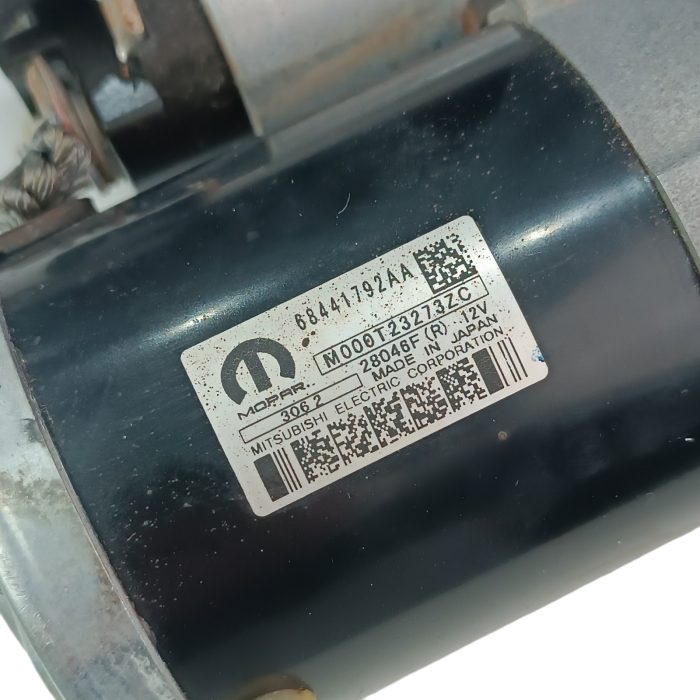 68441792AA
M000T23273ZC
28046F (R) 12V
MOPAR
306.2
MADE IN JAPAN
MITSUBISHI ELECTRIC CORPORATION